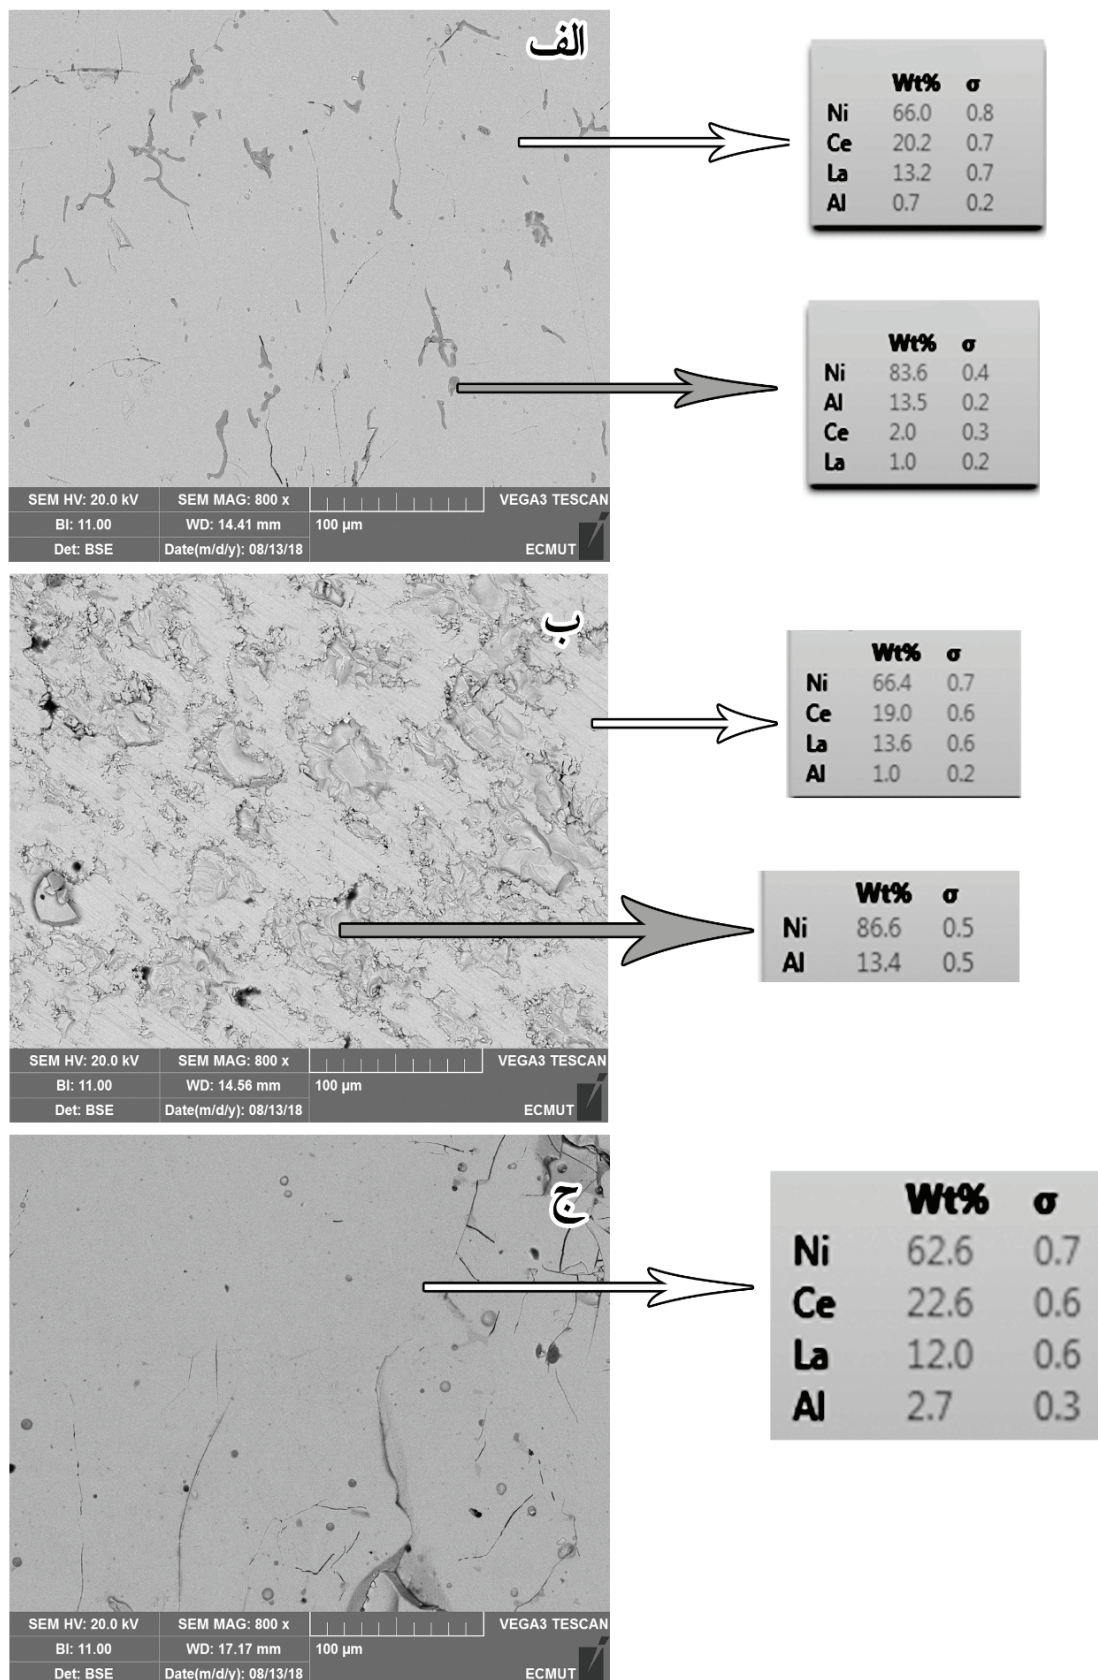 الف
Wt% σ
Ni 66.0 0.8
Ce 20.2 0.7
La 13.2 0.7
Al 0.7 0.2
Wt% σ
Ni 83.6 0.4
Al 13.5 0.2
Ce 2.0 0.3
La 1.0 0.2
SEM HV: 20.0 kV SEM MAG: 800 x VEGA3 TESCAN
BI: 11.00 WD: 14.41 mm 100 µm
Det: BSE Date(m/d/y): 08/13/18 ECMUT
ب
Wt% σ
Ni 66.4 0.7
Ce 19.0 0.6
La 13.6 0.6
Al 1.0 0.2
Wt% σ
Ni 86.6 0.5
Al 13.4 0.5
SEM HV: 20.0 kV SEM MAG: 800 x VEGA3 TESCAN
BI: 11.00 WD: 14.56 mm 100 µm
Det: BSE Date(m/d/y): 08/13/18 ECMUT
ج
Wt% σ
Ni 62.6 0.7
Ce 22.6 0.6
La 12.0 0.6
Al 2.7 0.3
SEM HV: 20.0 kV SEM MAG: 800 x VEGA3 TESCAN
BI: 11.00 WD: 17.17 mm 100 µm
Det: BSE Date(m/d/y): 08/13/18 ECMUT